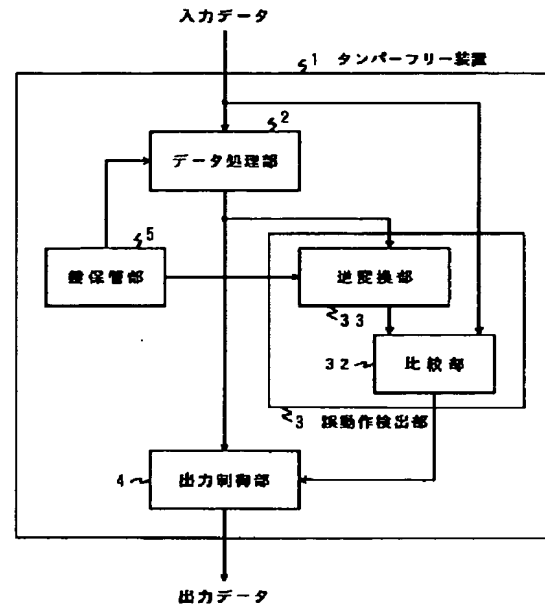 入力データ
1 タンパーフリー装置
2
データ処理部
5
鍵保管部
逆変換部
33
32
比較部
3 誤動作検出部
4
出力制御部
出力データ